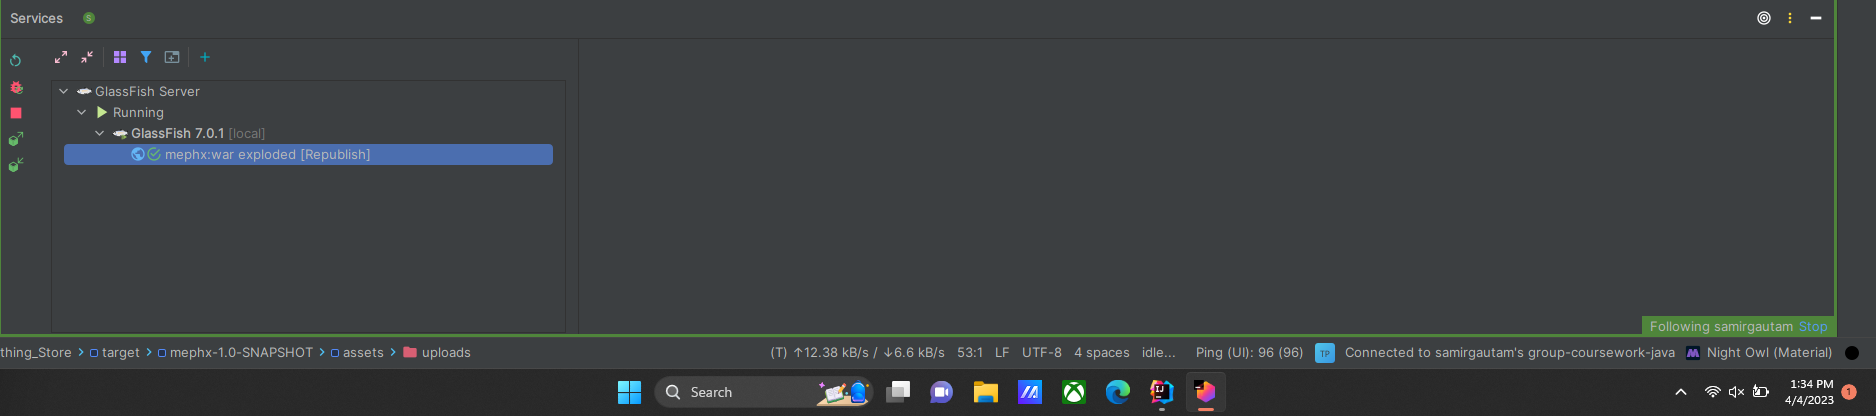 Services S
GlassFish Server
Running
GlassFish 7.0.1 [local]
mephx:war exploded [Republish]
Following samirgautam Stop
thing_Store target mephx-1.0-SNAPSHOT assets uploads (T) ↑12.38 kB/s / ↓6.6 kB/s 53:1 LF UTF-8 4 spaces idle... Ping (UI): 96 (96) TP Connected to samirgautam's group-coursework-java M Night Owl (Material)
Search 1:34 PM 1
4/4/2023